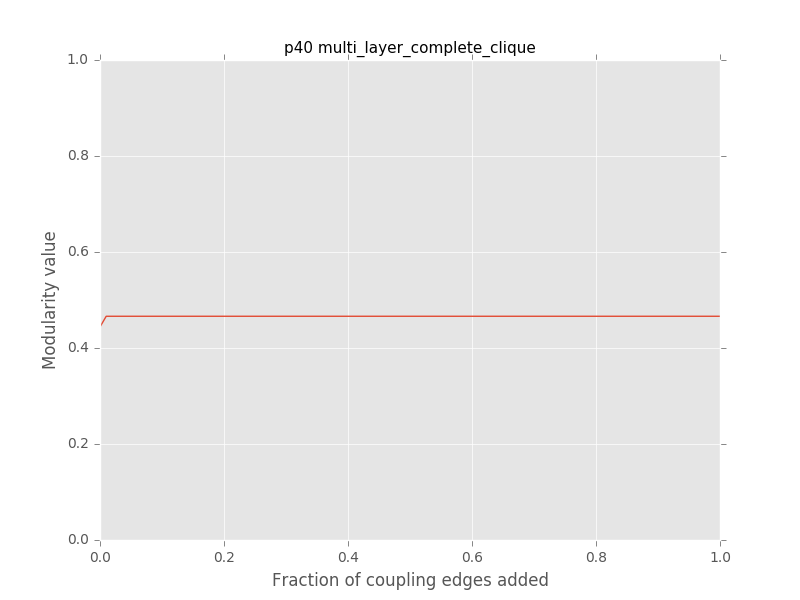 p40 multi_layer_complete_clique
1.0
0.8
0.6
0.4
0.2
0.0
Modularity value
0.0 0.2 0.4 0.6 0.8 1.0
Fraction of coupling edges added